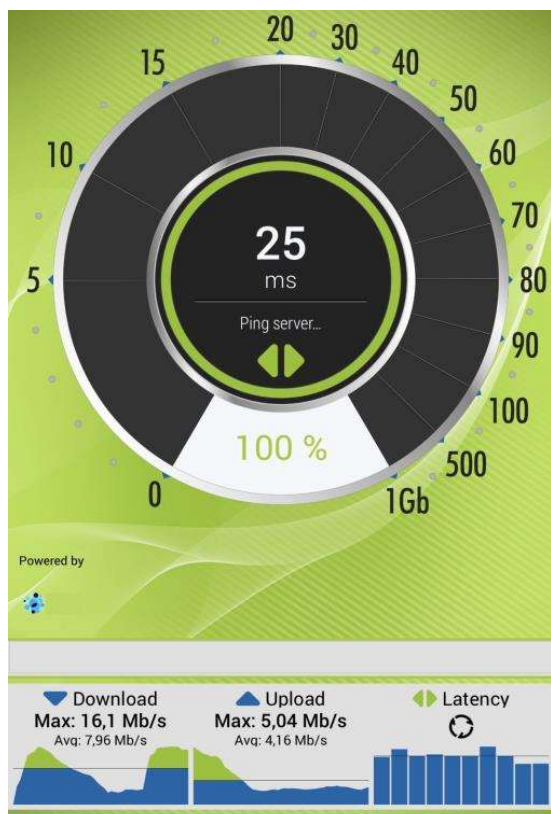 20
15
30
40
10
50
60
5
70
80
90
100
500
0
1Gb
25
ms
Ping server...
100 %
Powered by
Download
Max: 16,1 Mb/s
Avg: 7,96 Mb/s
Upload
Max: 5,04 Mb/s
Avg: 4,16 Mb/s
Latency